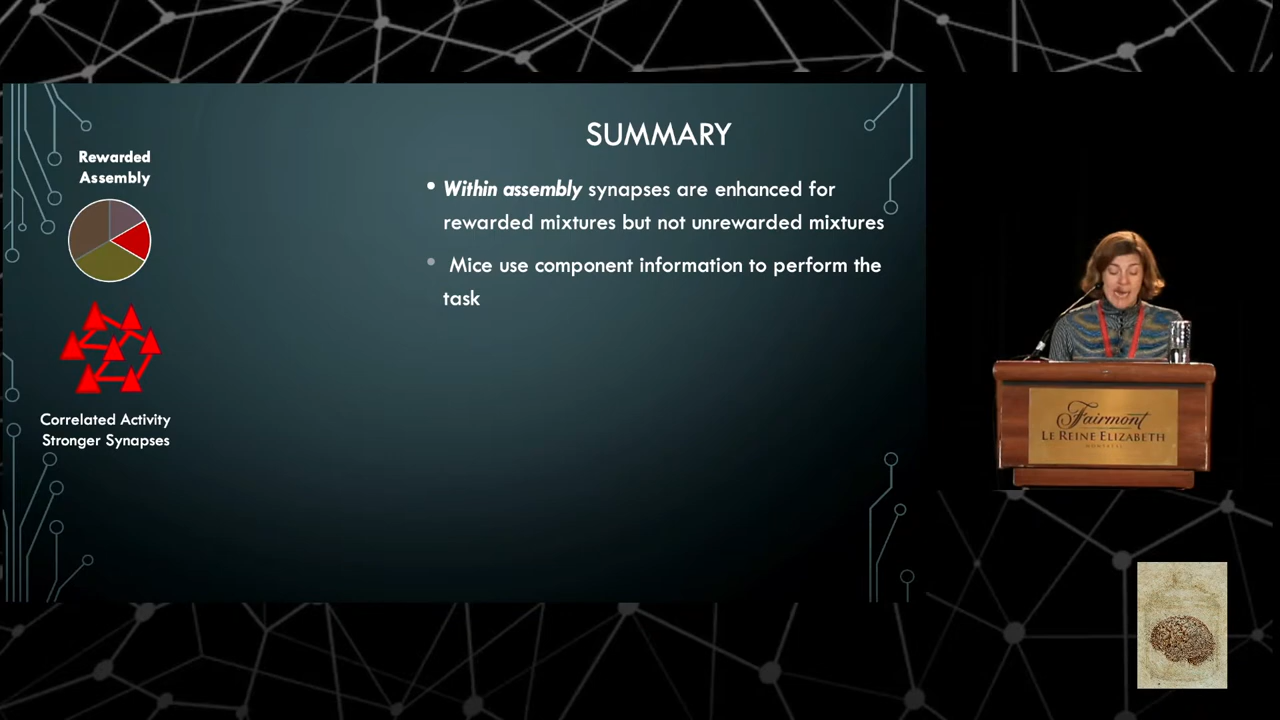 SUMMARY
Rewarded
Assembly
• Within assembly synapses are enhanced for
rewarded mixtures but not unrewarded mixtures
• Mice use component information to perform the
task
Correlated Activity
Stronger Synapses
Fairmont
LE REINE ELIZABETH
MONTRÉAL